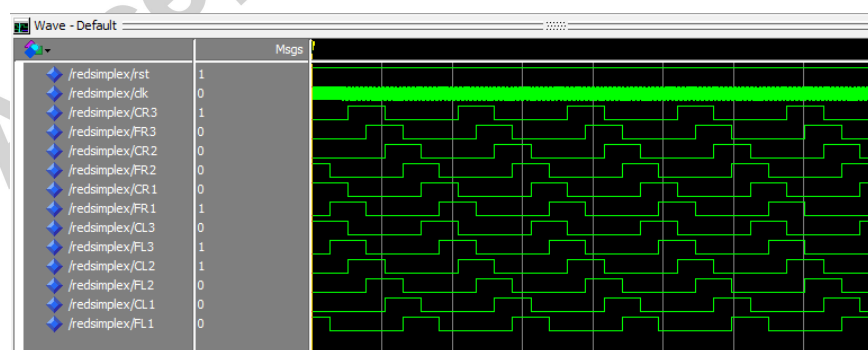 Wave - Default
Msgs
/redsimplex/rst 1
/redsimplex/clk 0
/redsimplex/CR3 1
/redsimplex/FR3 0
/redsimplex/CR2 0
/redsimplex/FR2 0
/redsimplex/CR1 0
/redsimplex/FR1 1
/redsimplex/CL3 0
/redsimplex/FL3 1
/redsimplex/CL2 1
/redsimplex/FL2 0
/redsimplex/CL1 0
/redsimplex/FL1 0